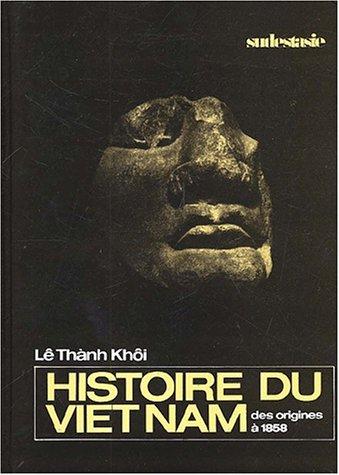 sudestasie
Lê Thành Khôi
HISTOIRE DU
VIET NAM des origines
à 1858